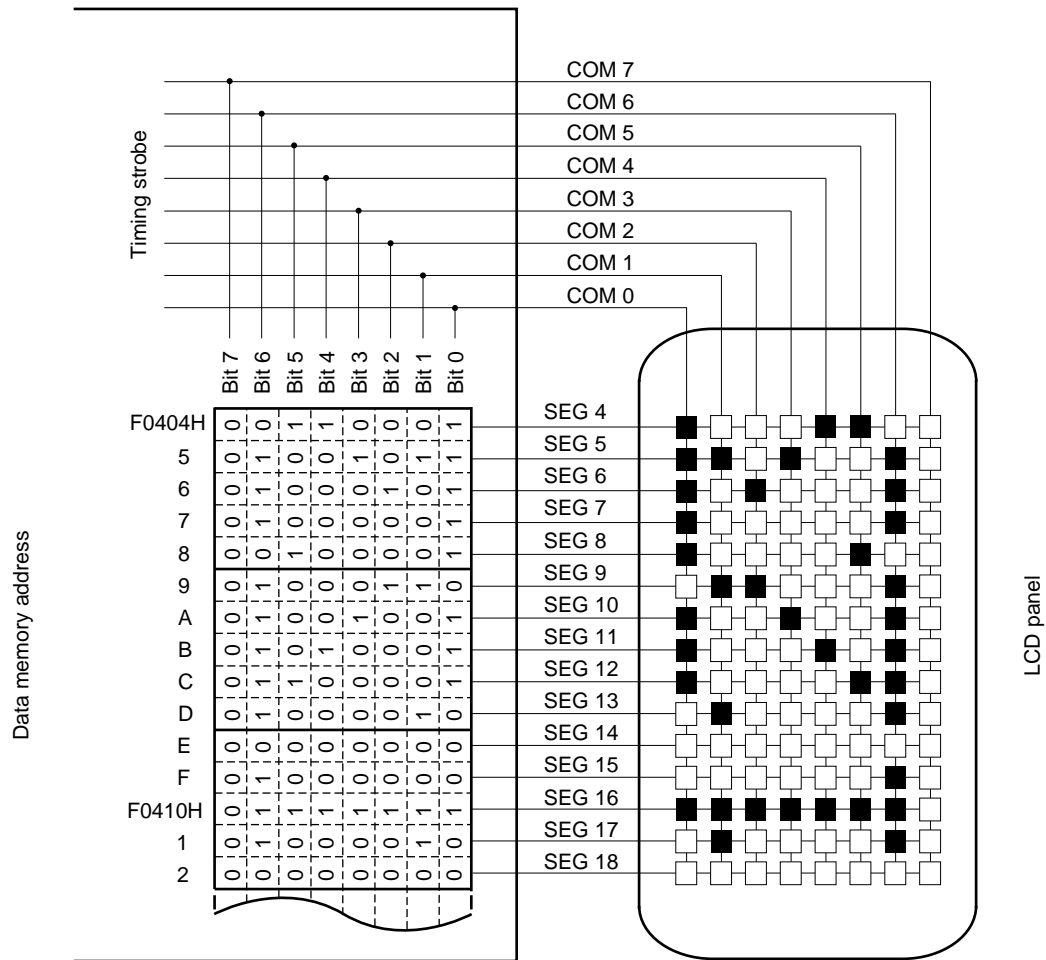 COM 7
COM 6
COM 5
COM 4
COM 3
COM 2
COM 1
COM 0
Timing strobe
Bit 7 Bit 6 Bit 5 Bit 4 Bit 3 Bit 2 Bit 1 Bit 0
F0404H 0 0 1 1 0 0 0 1 SEG 4
5 0 1 0 0 1 0 1 1 SEG 5
6 0 1 0 0 0 1 0 1 SEG 6
7 0 1 0 0 0 0 0 1 SEG 7
8 0 0 1 0 0 0 0 1 SEG 8
9 0 1 0 0 0 1 1 0 SEG 9
A 0 1 0 0 1 0 0 1 SEG 10
B 0 1 0 1 0 0 0 1 SEG 11
C 0 1 1 0 0 0 0 1 SEG 12
D 0 1 0 0 0 0 1 0 SEG 13
E 0 0 0 0 0 0 0 0 SEG 14
F 0 1 0 0 0 0 0 0 SEG 15
F0410H 0 1 1 1 1 1 1 1 SEG 16
1 0 1 0 0 0 0 1 0 SEG 17
2 0 0 0 0 0 0 0 0 SEG 18
Data memory address
LCD panel